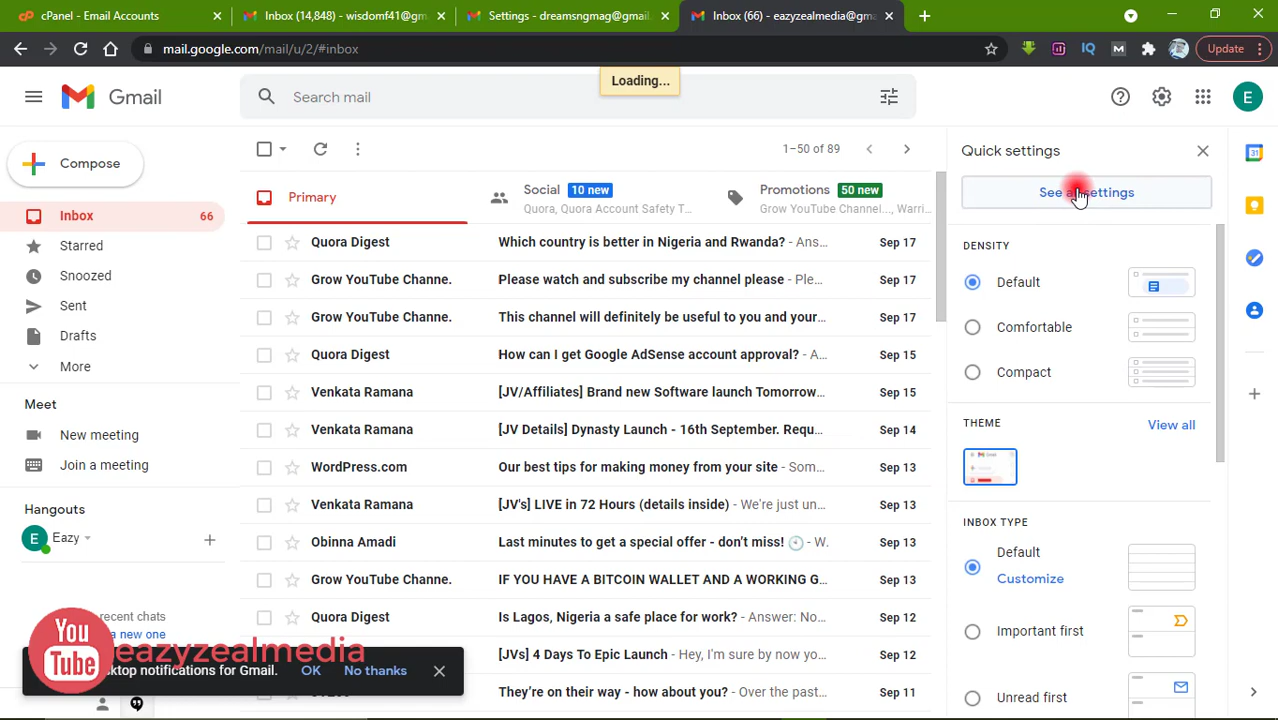 cPanel - Email Accounts
Inbox (14,848) - wisdomf41@gma
Settings - dreamsngmag@gmail.
Inbox (66) - eazyzealmedia@gma
mail.google.com/mail/u/2/#inbox
IQ
M
Update
Loading...
Gmail
Search mail
E
Compose
1–50 of 89
Quick settings
31
See all settings
Primary
Social 10 new
Quora, Quora Account Safety T...
Promotions 50 new
Grow YouTube Channel..., Warri...
Inbox 66
Starred
Snoozed
Sent
Drafts
More
Quora Digest Which country is better in Nigeria and Rwanda? - Ans... Sep 17
Grow YouTube Channe. Please watch and subscribe my channel please - Ple... Sep 17
Grow YouTube Channe. This channel will definitely be useful to you and your... Sep 17
Quora Digest How can I get Google AdSense account approval? - A... Sep 15
Venkata Ramana [JV/Affiliates] Brand new Software launch Tomorrow... Sep 15
Venkata Ramana [JV Details] Dynasty Launch - 16th September. Requ... Sep 14
WordPress.com Our best tips for making money from your site - Som... Sep 13
Venkata Ramana [JV's] LIVE in 72 Hours (details inside) - We're just un... Sep 13
Obinna Amadi Last minutes to get a special offer - don't miss! - W. Sep 13
Grow YouTube Channe. IF YOU HAVE A BITCOIN WALLET AND A WORKING G... Sep 13
Quora Digest Is Lagos, Nigeria a safe place for work? - Answer: No... Sep 12
[JVs] 4 Days To Epic Launch - Hey, I'm sure by now yo... Sep 12
They're on their way - how about you? - Over the past... Sep 11
DENSITY
Default
Comfortable
Compact
THEME
View all
INBOX TYPE
Default
Customize
Important first
Unread first
Meet
New meeting
Join a meeting
Hangouts
E
Eazy
recent chats
a new one
You
Tube
eazyzealmedia
ktop notifications for Gmail. OK No thanks